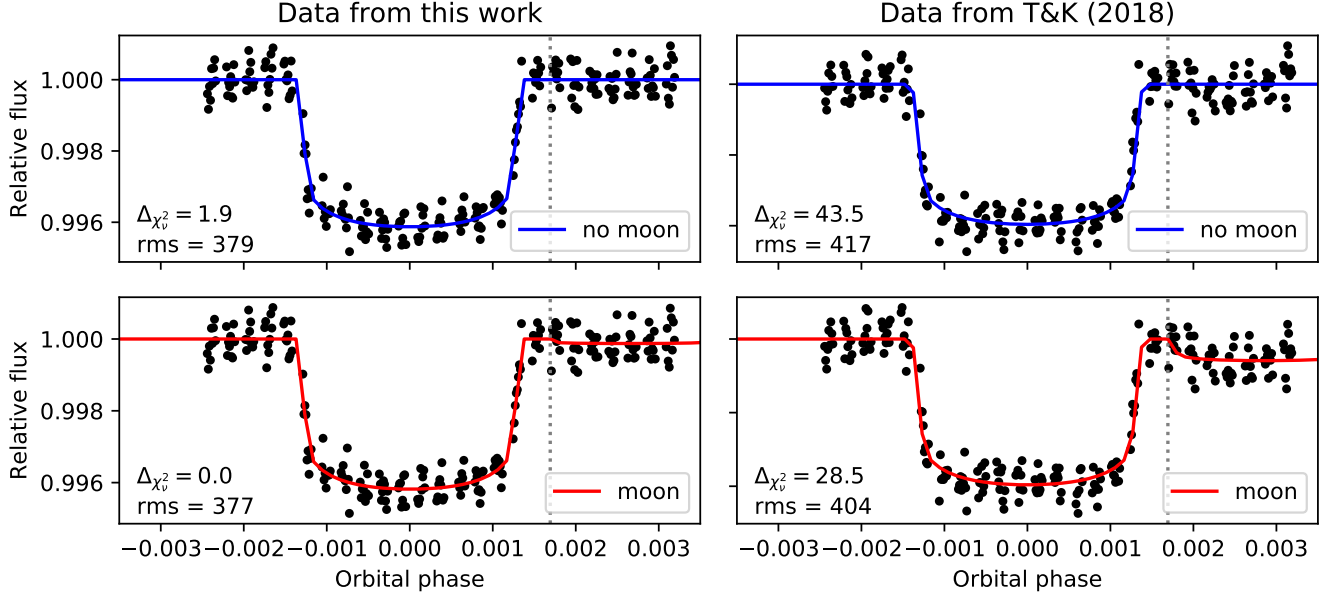 Data from this work
Data from T&K (2018)
Relative flux
1.000
0.998
0.996
Δχ²ᵥ = 1.9
rms = 379
no moon
Δχ²ᵥ = 43.5
rms = 417
no moon
Relative flux
1.000
0.998
0.996
Δχ²ᵥ = 0.0
rms = 377
moon
Δχ²ᵥ = 28.5
rms = 404
moon
−0.003 −0.002 −0.001 0.000 0.001 0.002 0.003
−0.003 −0.002 −0.001 0.000 0.001 0.002 0.003
Orbital phase
Orbital phase